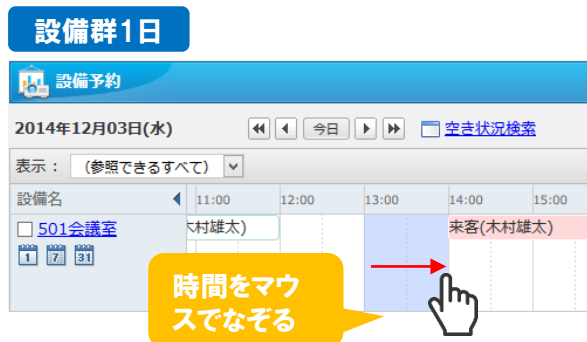 設備群1日
設備予約
2014年12月03日(水)
今日
空き状況検索
表示：
(参照できるすべて)
設備名
11:00
12:00
13:00
14:00
15:00
501会議室
木村雄太)
来客(木村雄太)
1
7
31
時間をマウ
スでなぞる